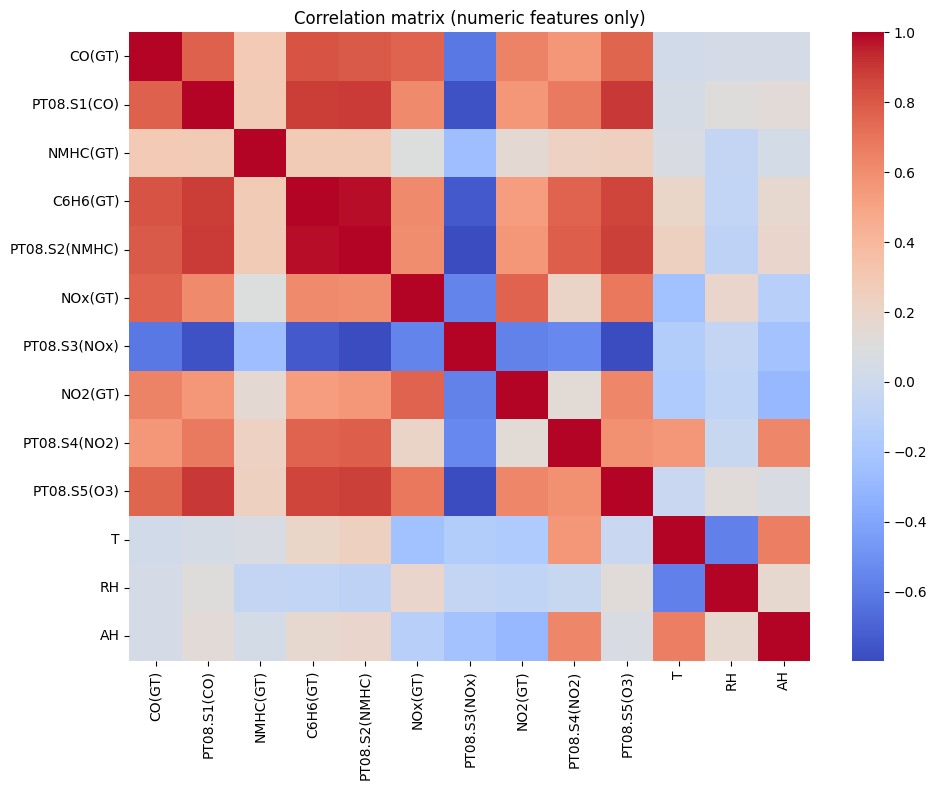 Correlation matrix (numeric features only)
CO(GT)
PT08.S1(CO)
NMHC(GT)
C6H6(GT)
PT08.S2(NMHC)
NOx(GT)
PT08.S3(NOx)
NO2(GT)
PT08.S4(NO2)
PT08.S5(O3)
T
RH
AH
CO(GT)
PT08.S1(CO)
NMHC(GT)
C6H6(GT)
PT08.S2(NMHC)
NOx(GT)
PT08.S3(NOx)
NO2(GT)
PT08.S4(NO2)
PT08.S5(O3)
T
RH
AH
1.0
0.8
0.6
0.4
0.2
0.0
−0.2
−0.4
−0.6